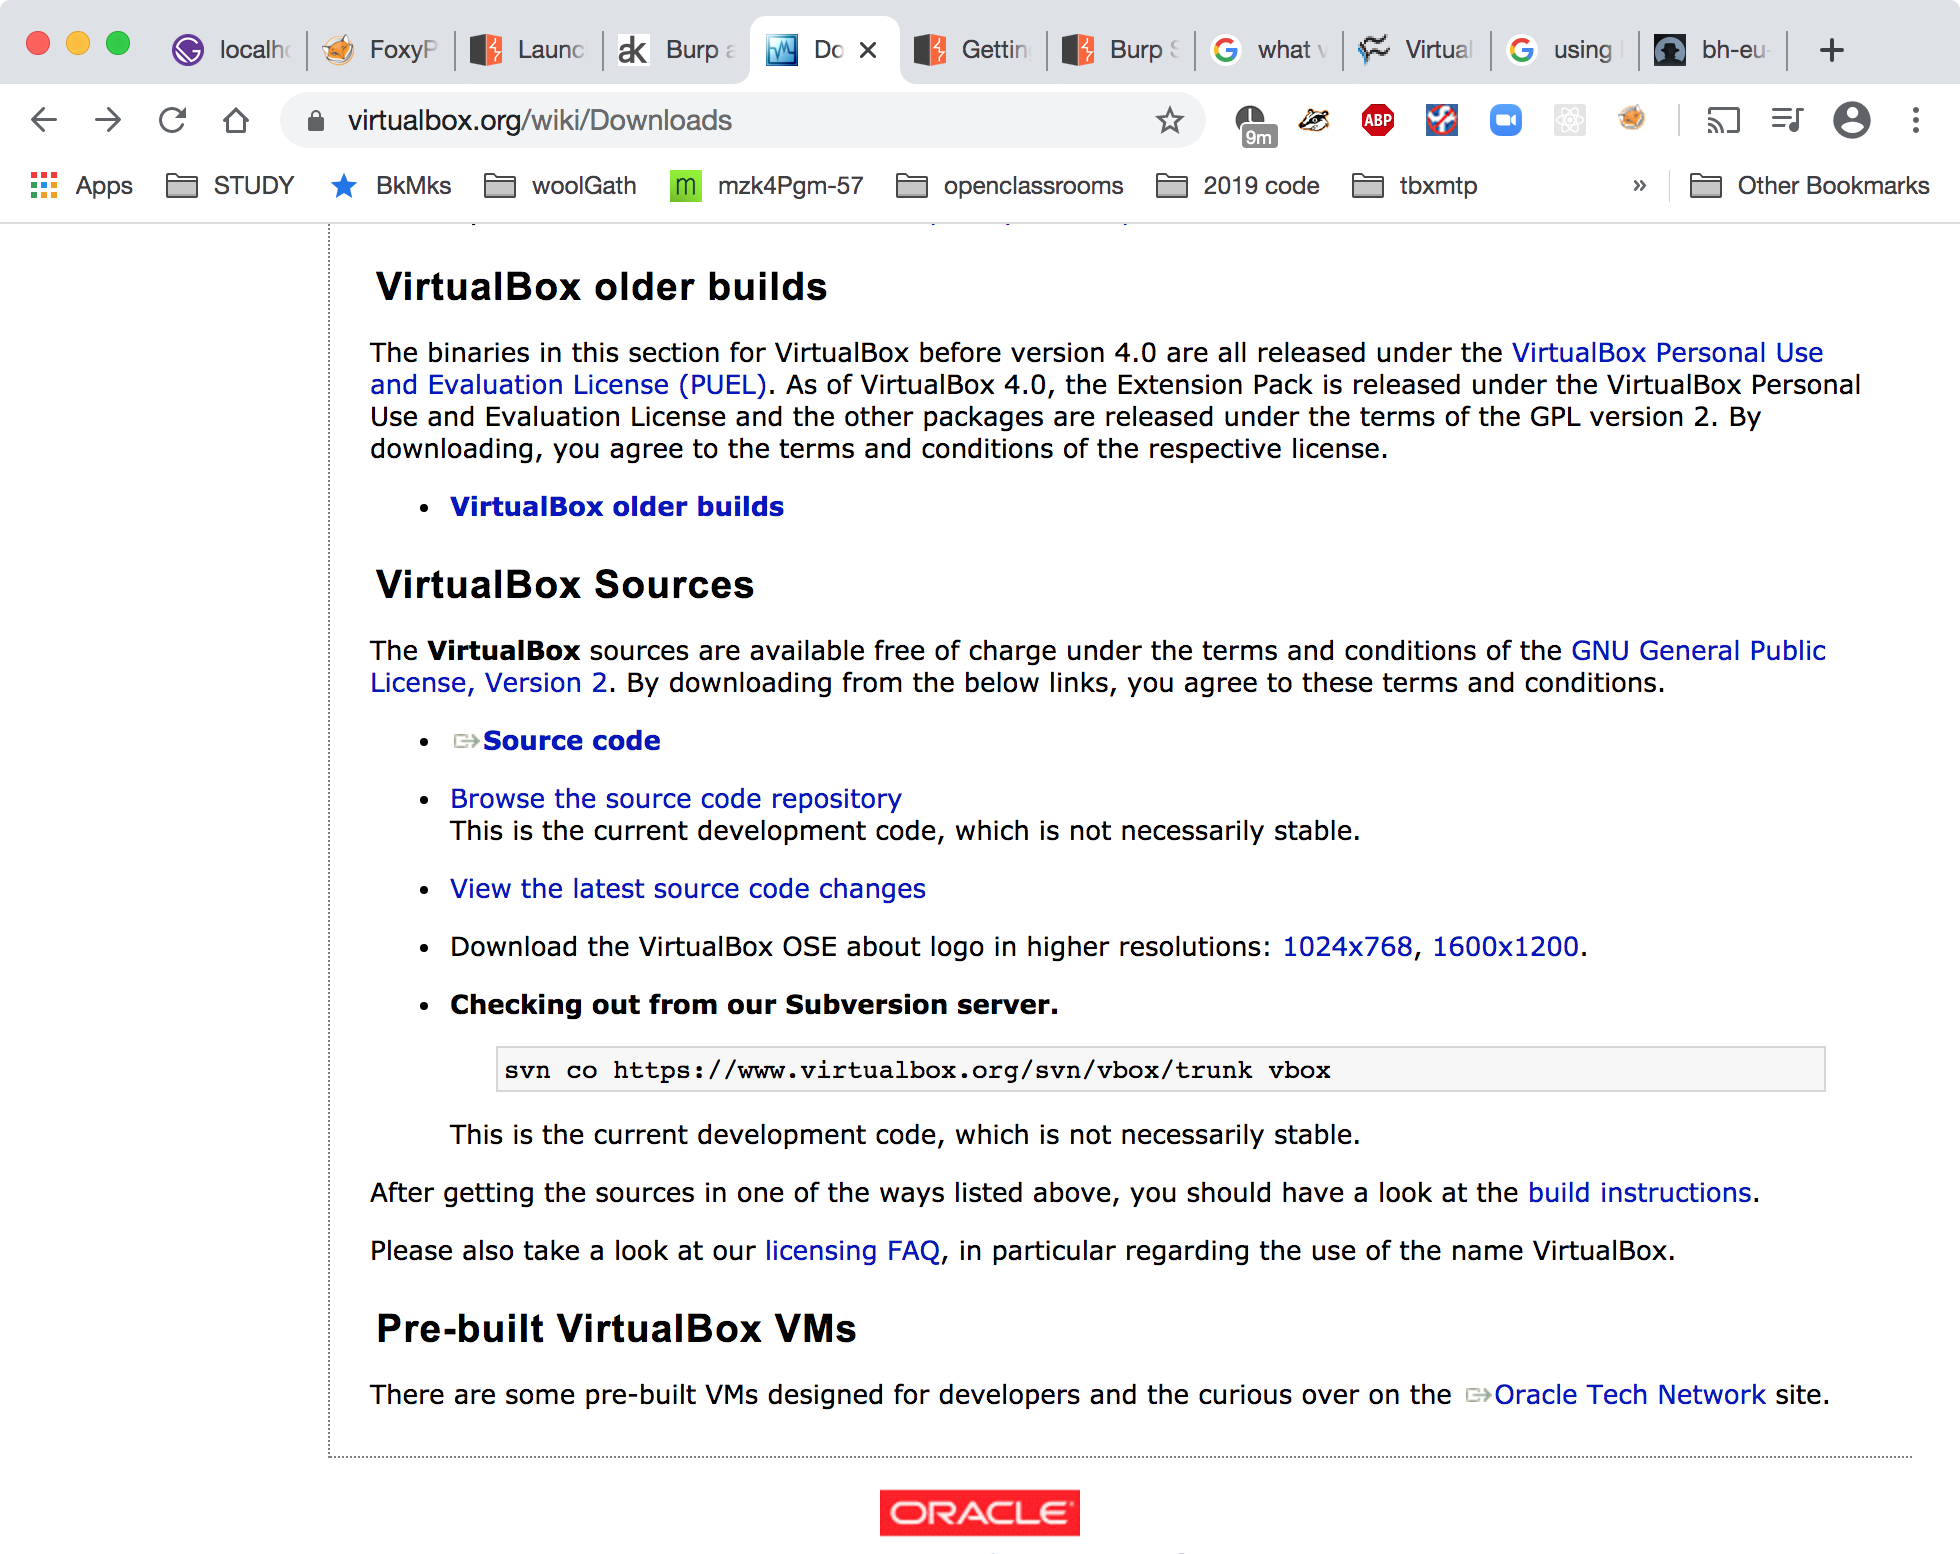 localho
FoxyP
Launc
ak
Burp a
Do
Gettin
Burp S
what v
Virtual
using
bh-eu-
virtualbox.org/wiki/Downloads
9m
ABP
Apps
STUDY
BkMks
woolGath
m
mzk4Pgm-57
openclassrooms
2019 code
tbxmtp
»
Other Bookmarks
VirtualBox older builds
The binaries in this section for VirtualBox before version 4.0 are all released under the VirtualBox Personal Use
and Evaluation License (PUEL). As of VirtualBox 4.0, the Extension Pack is released under the VirtualBox Personal
Use and Evaluation License and the other packages are released under the terms of the GPL version 2. By
downloading, you agree to the terms and conditions of the respective license.
• VirtualBox older builds
VirtualBox Sources
The VirtualBox sources are available free of charge under the terms and conditions of the GNU General Public
License, Version 2. By downloading from the below links, you agree to these terms and conditions.
• Source code
• Browse the source code repository
This is the current development code, which is not necessarily stable.
• View the latest source code changes
• Download the VirtualBox OSE about logo in higher resolutions: 1024x768, 1600x1200.
• Checking out from our Subversion server.
svn co https://www.virtualbox.org/svn/vbox/trunk vbox
This is the current development code, which is not necessarily stable.
After getting the sources in one of the ways listed above, you should have a look at the build instructions.
Please also take a look at our licensing FAQ, in particular regarding the use of the name VirtualBox.
Pre-built VirtualBox VMs
There are some pre-built VMs designed for developers and the curious over on the Oracle Tech Network site.
ORACLE